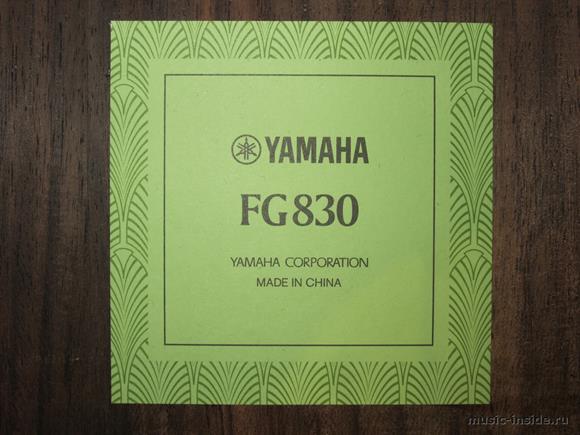 YAMAHA
FG830
YAMAHA CORPORATION
MADE IN CHINA
music-inside.ru